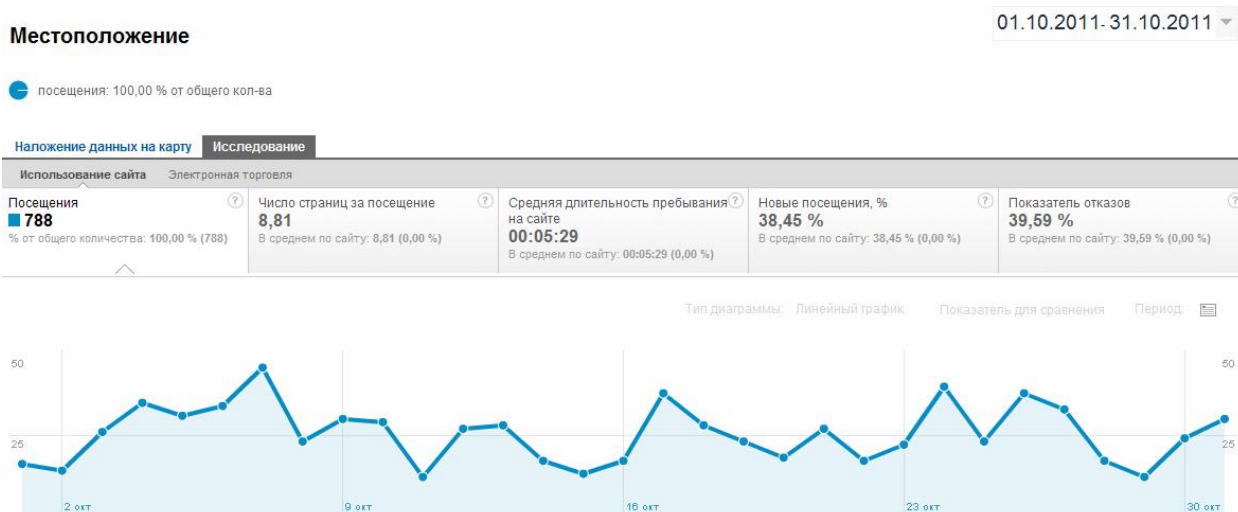 Местоположение
01.10.2011-31.10.2011
посещения: 100,00 % от общего кол-ва
Наложение данных на карту Исследование
Использование сайта Электронная торговля
Посещения ?
788
% от общего количества: 100,00 % (788)
Число страниц за посещение ?
8,81
В среднем по сайту: 8,81 (0,00 %)
Средняя длительность пребывания ?
на сайте
00:05:29
В среднем по сайту: 00:05:29 (0,00 %)
Новые посещения, % ?
38,45 %
В среднем по сайту: 38,45 % (0,00 %)
Показатель отказов ?
39,59 %
В среднем по сайту: 39,59 % (0,00 %)
Тип диаграммы: Линейный график Показатель для сравнения Период:
50 50
25 25
2 окт 9 окт 16 окт 23 окт 30 окт